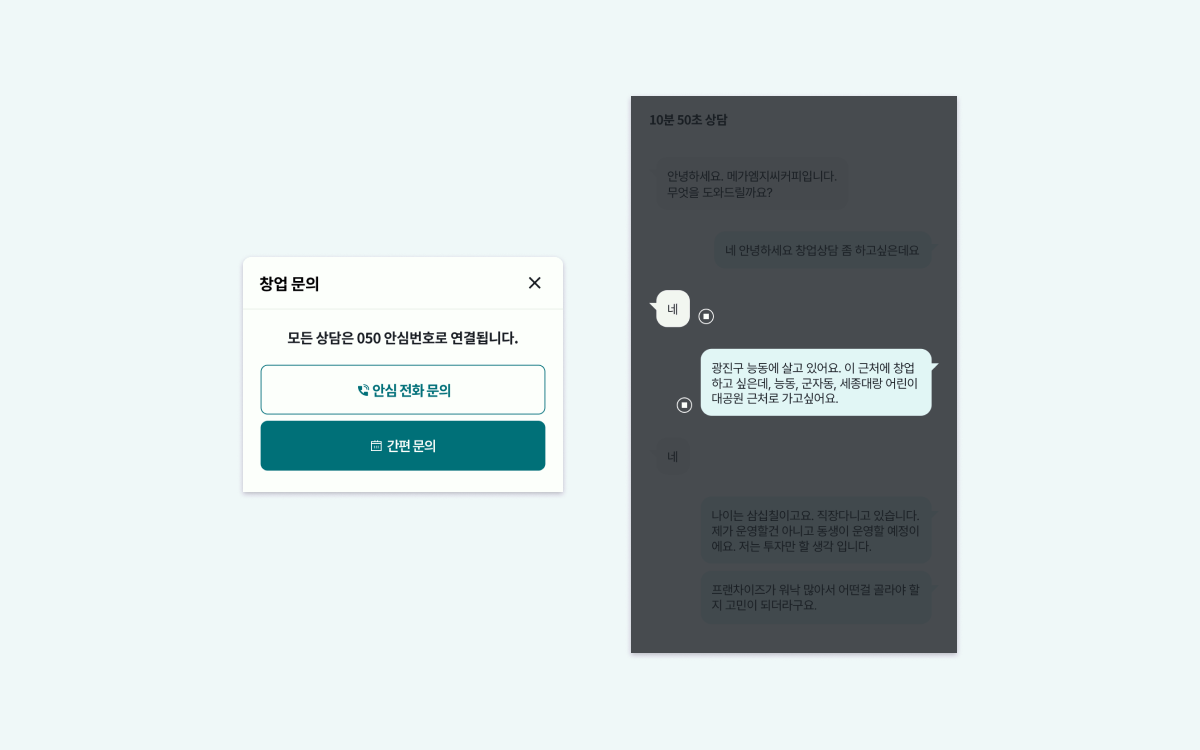 창업 문의
모든 상담은 050 안심번호로 연결됩니다.
안심 전화 문의
간편 문의
10분 50초 상담
안녕하세요. 메가엠지씨커피입니다.
무엇을 도와드릴까요?
네 안녕하세요 창업상담 좀 하고싶은데요
네
광진구 능동에 살고 있어요. 이 근처에 창업
하고 싶은데, 능동, 군자동, 세종대랑 어린이
대공원 근처로 가고싶어요.
네
나이는 삼십칠이고요. 직장다니고 있습니다.
제가 운영할건 아니고 동생이 운영할 예정이
에요. 저는 투자만 할 생각 입니다.
프랜차이즈가 워낙 많아서 어떤걸 골라야 할
지 고민이 되더라구요.